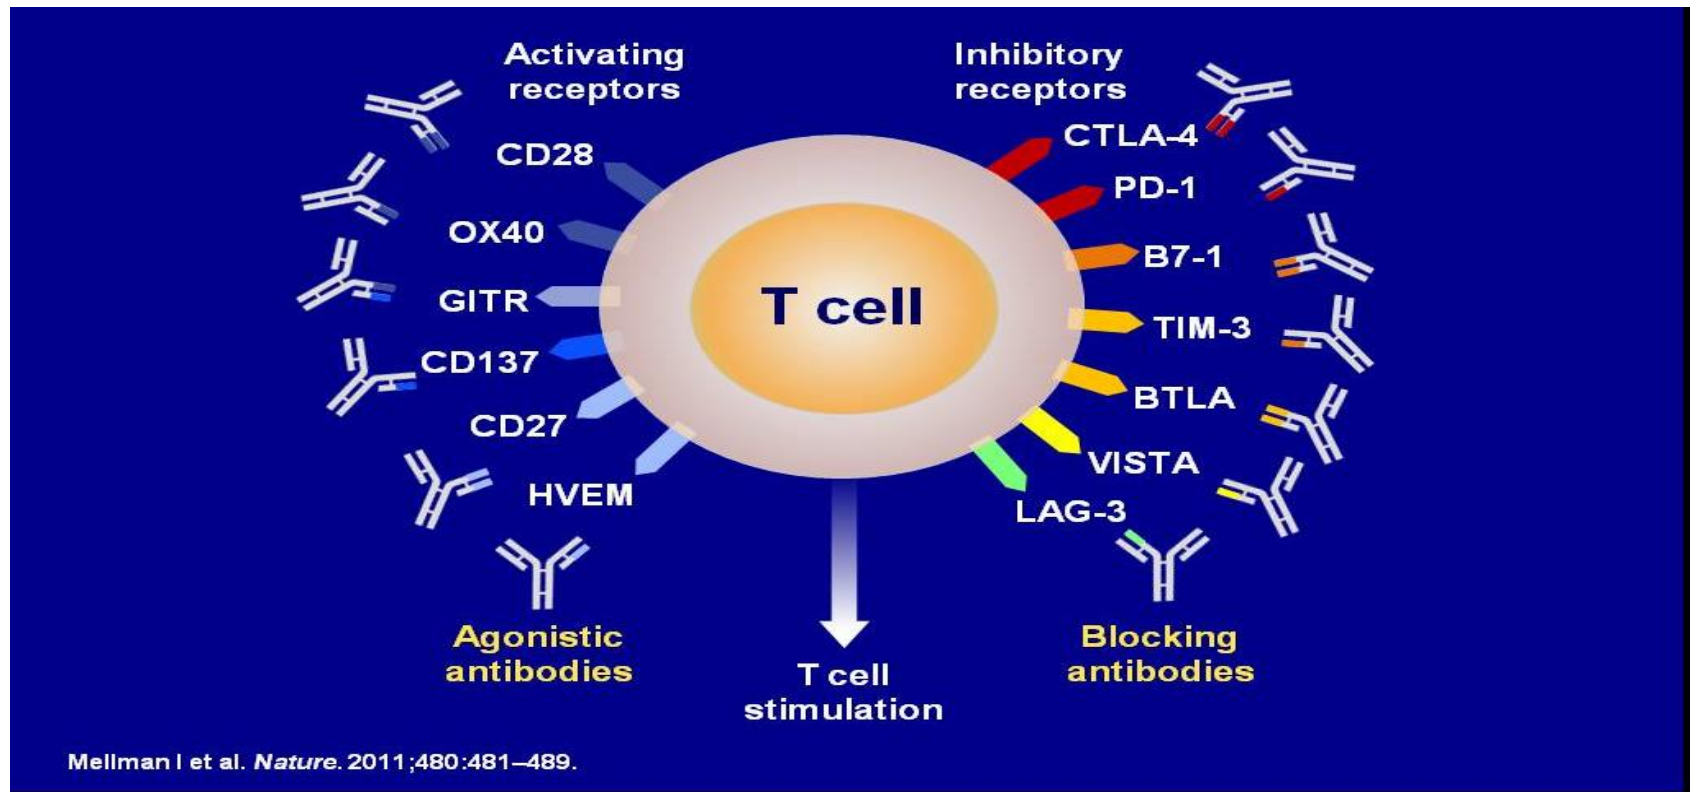 Activating
receptors
Inhibitory
receptors
CD28
OX40
GITR
CD137
CD27
HVEM
T cell
CTLA-4
PD-1
B7-1
TIM-3
BTLA
VISTA
LAG-3
Agonistic
antibodies
T cell
stimulation
Blocking
antibodies
Mellman I et al. Nature. 2011;480:481–489.